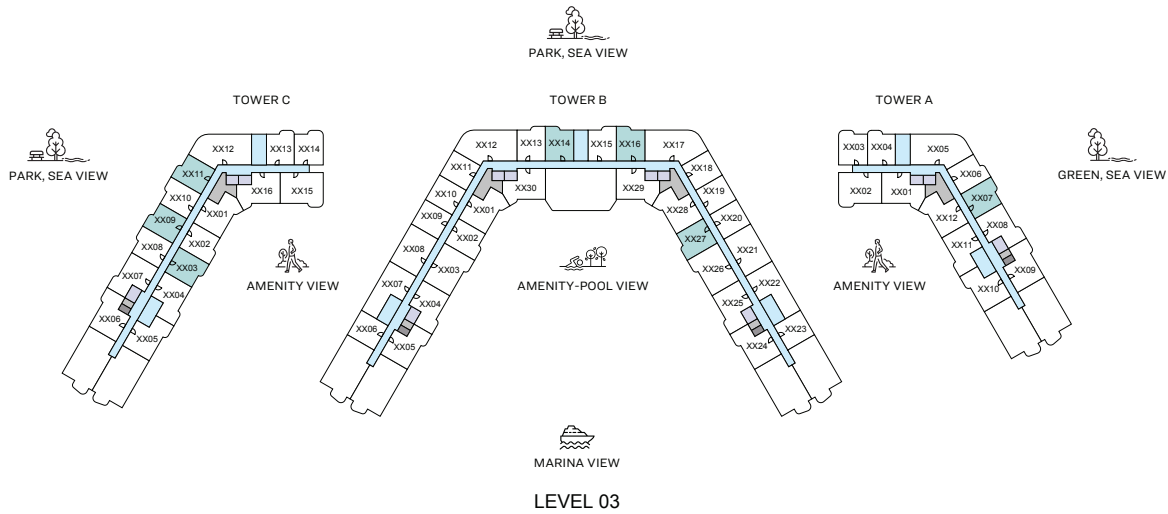 PARK, SEA VIEW
TOWER C
TOWER B
TOWER A
PARK, SEA VIEW
GREEN, SEA VIEW
XX12
XX13
XX14
XX11
XX16
XX15
XX10
XX01
XX09
XX02
XX08
XX03
XX07
XX04
XX06
XX05
XX12
XX13
XX14
XX15
XX16
XX17
XX11
XX30
XX29
XX18
XX10
XX01
XX28
XX19
XX09
XX02
XX27
XX20
XX08
XX03
XX26
XX21
XX07
XX04
XX25
XX22
XX06
XX05
XX24
XX23
XX03
XX04
XX05
XX02
XX01
XX06
XX12
XX07
XX11
XX08
XX10
XX09
AMENITY VIEW
AMENITY-POOL VIEW
AMENITY VIEW
MARINA VIEW
LEVEL 03